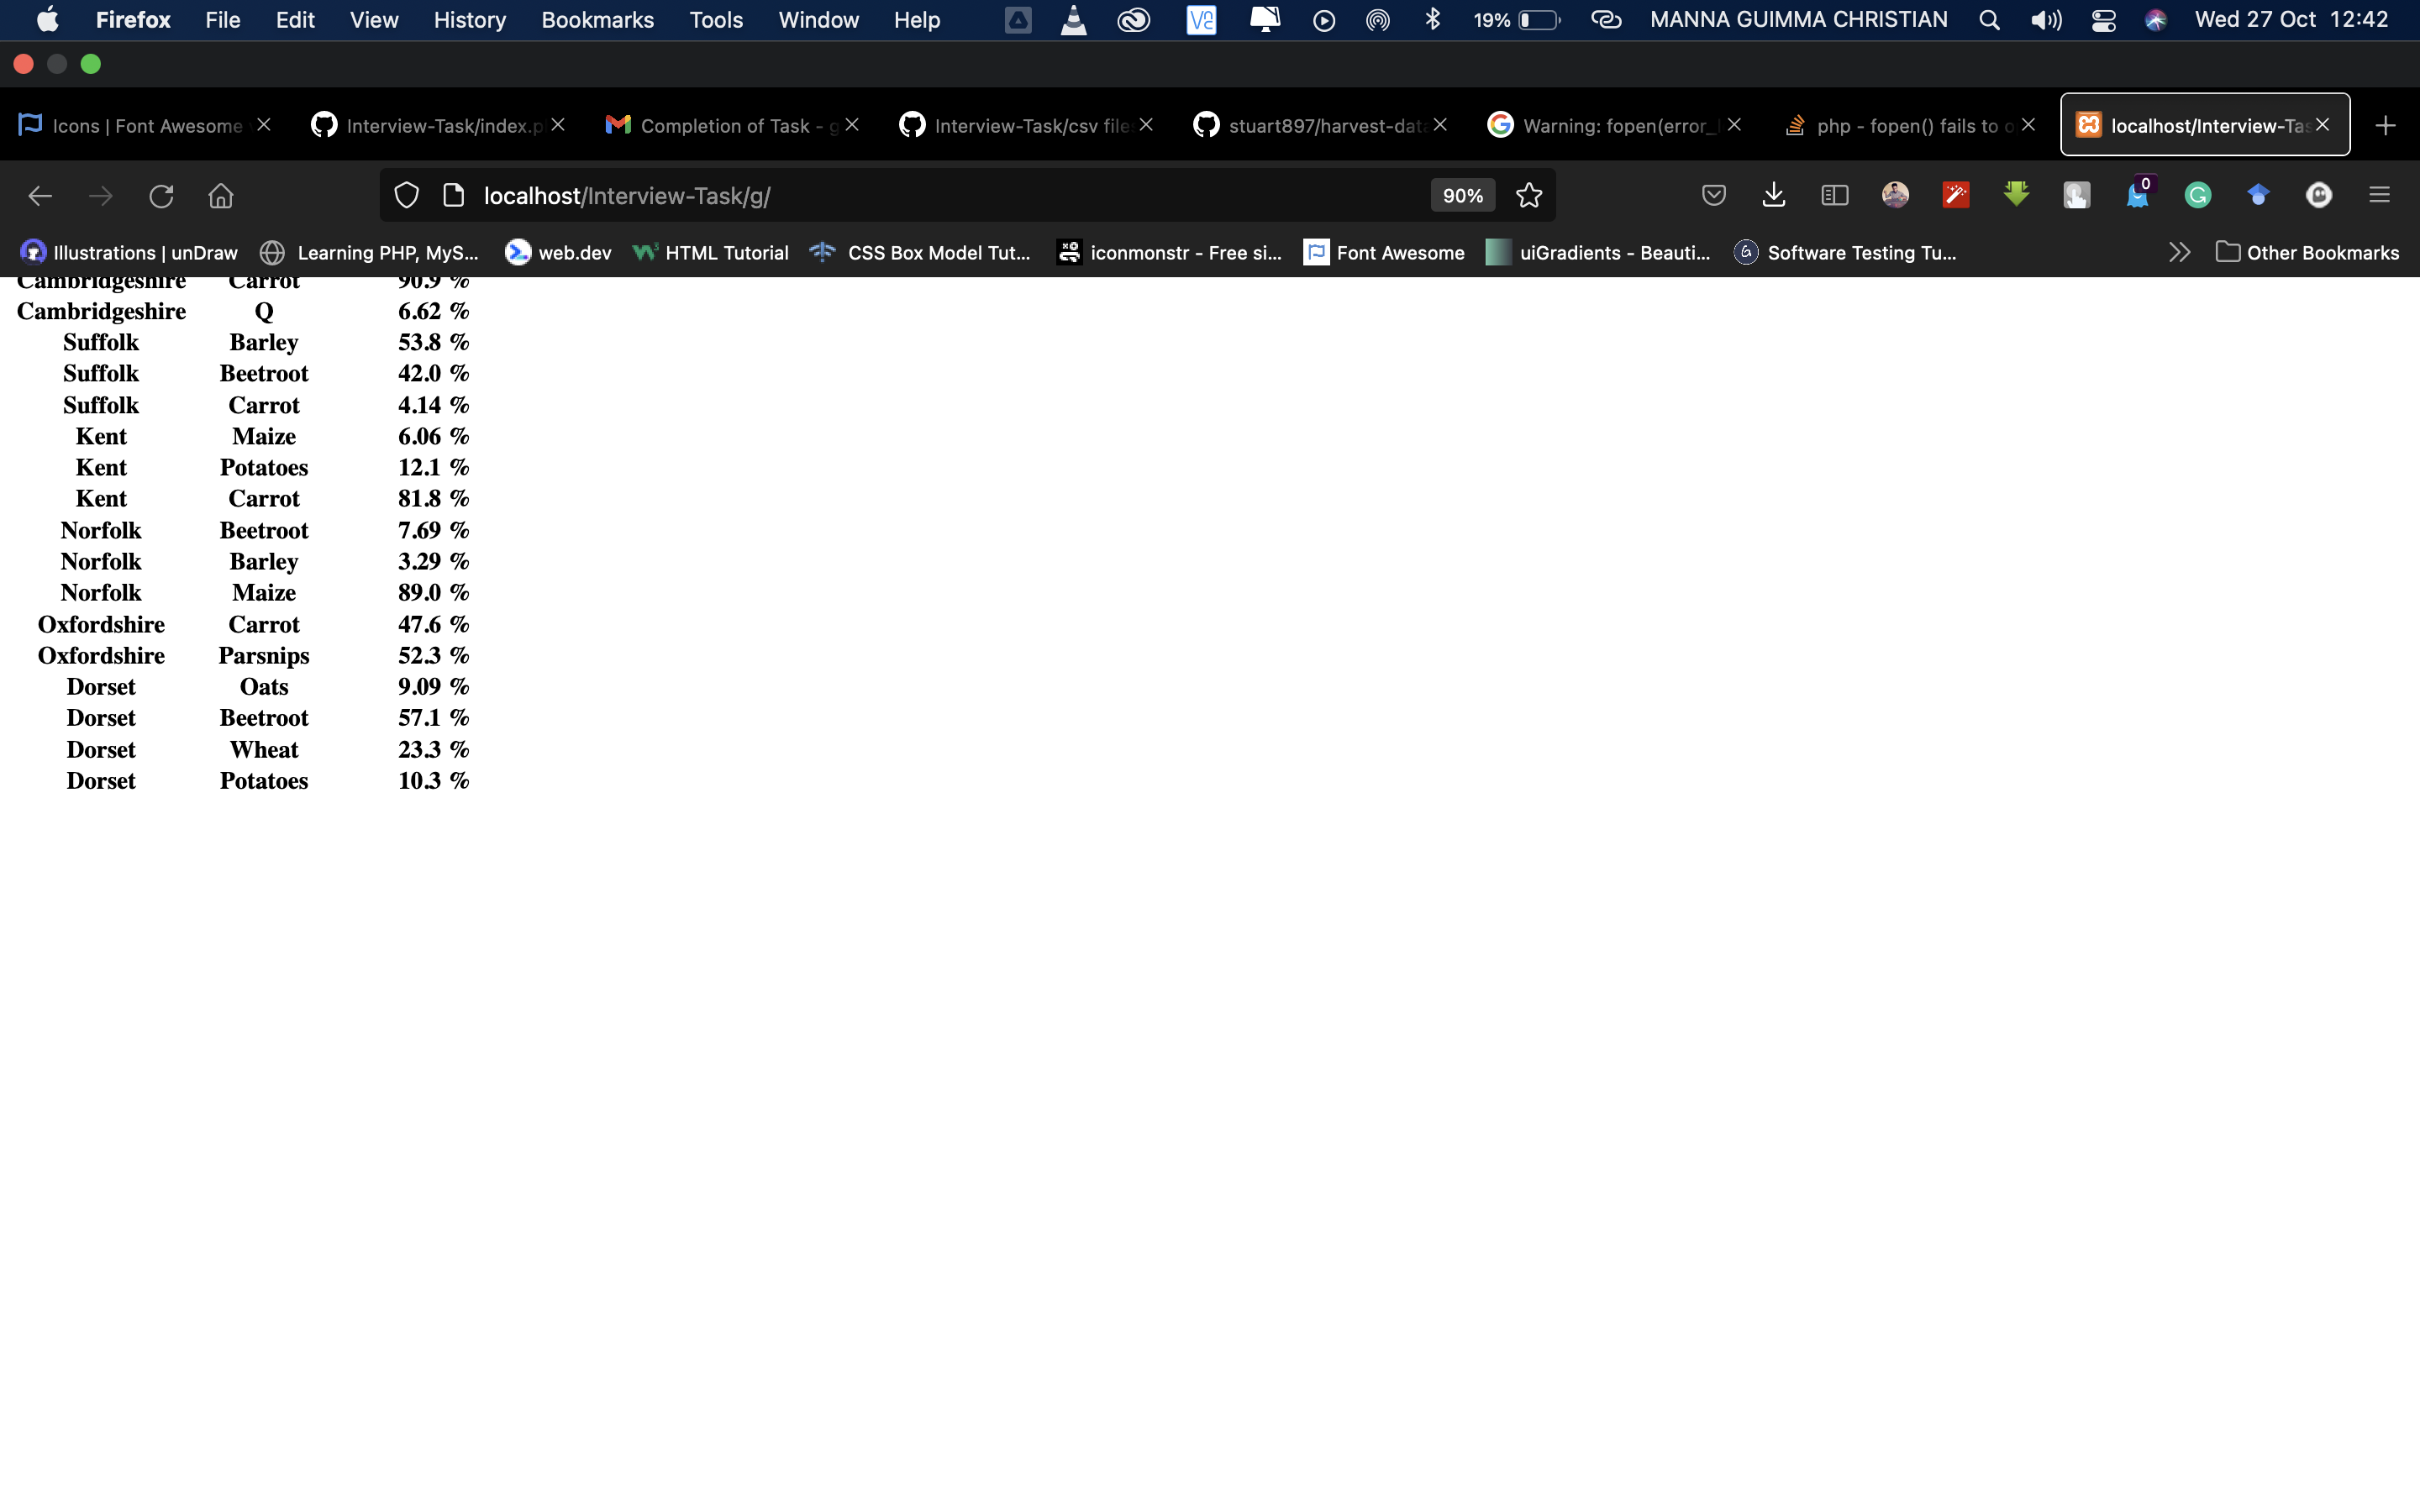 Firefox File Edit View History Bookmarks Tools Window Help 19% MANNA GUIMMA CHRISTIAN Wed 27 Oct 12:42
Icons | Font Awesome Interview-Task/index.p Completion of Task - g Interview-Task/csv file stuart897/harvest-data Warning: fopen(error_l php - fopen() fails to o localhost/Interview-Tas
localhost/Interview-Task/g/ 90% 0
Illustrations | unDraw Learning PHP, MyS... web.dev HTML Tutorial CSS Box Model Tut... iconmonstr - Free si... Font Awesome uiGradients - Beauti... Software Testing Tu... Other Bookmarks
Cambridgeshire Carrot 90.9 %
Cambridgeshire Q 6.62 %
Suffolk Barley 53.8 %
Suffolk Beetroot 42.0 %
Suffolk Carrot 4.14 %
Kent Maize 6.06 %
Kent Potatoes 12.1 %
Kent Carrot 81.8 %
Norfolk Beetroot 7.69 %
Norfolk Barley 3.29 %
Norfolk Maize 89.0 %
Oxfordshire Carrot 47.6 %
Oxfordshire Parsnips 52.3 %
Dorset Oats 9.09 %
Dorset Beetroot 57.1 %
Dorset Wheat 23.3 %
Dorset Potatoes 10.3 %